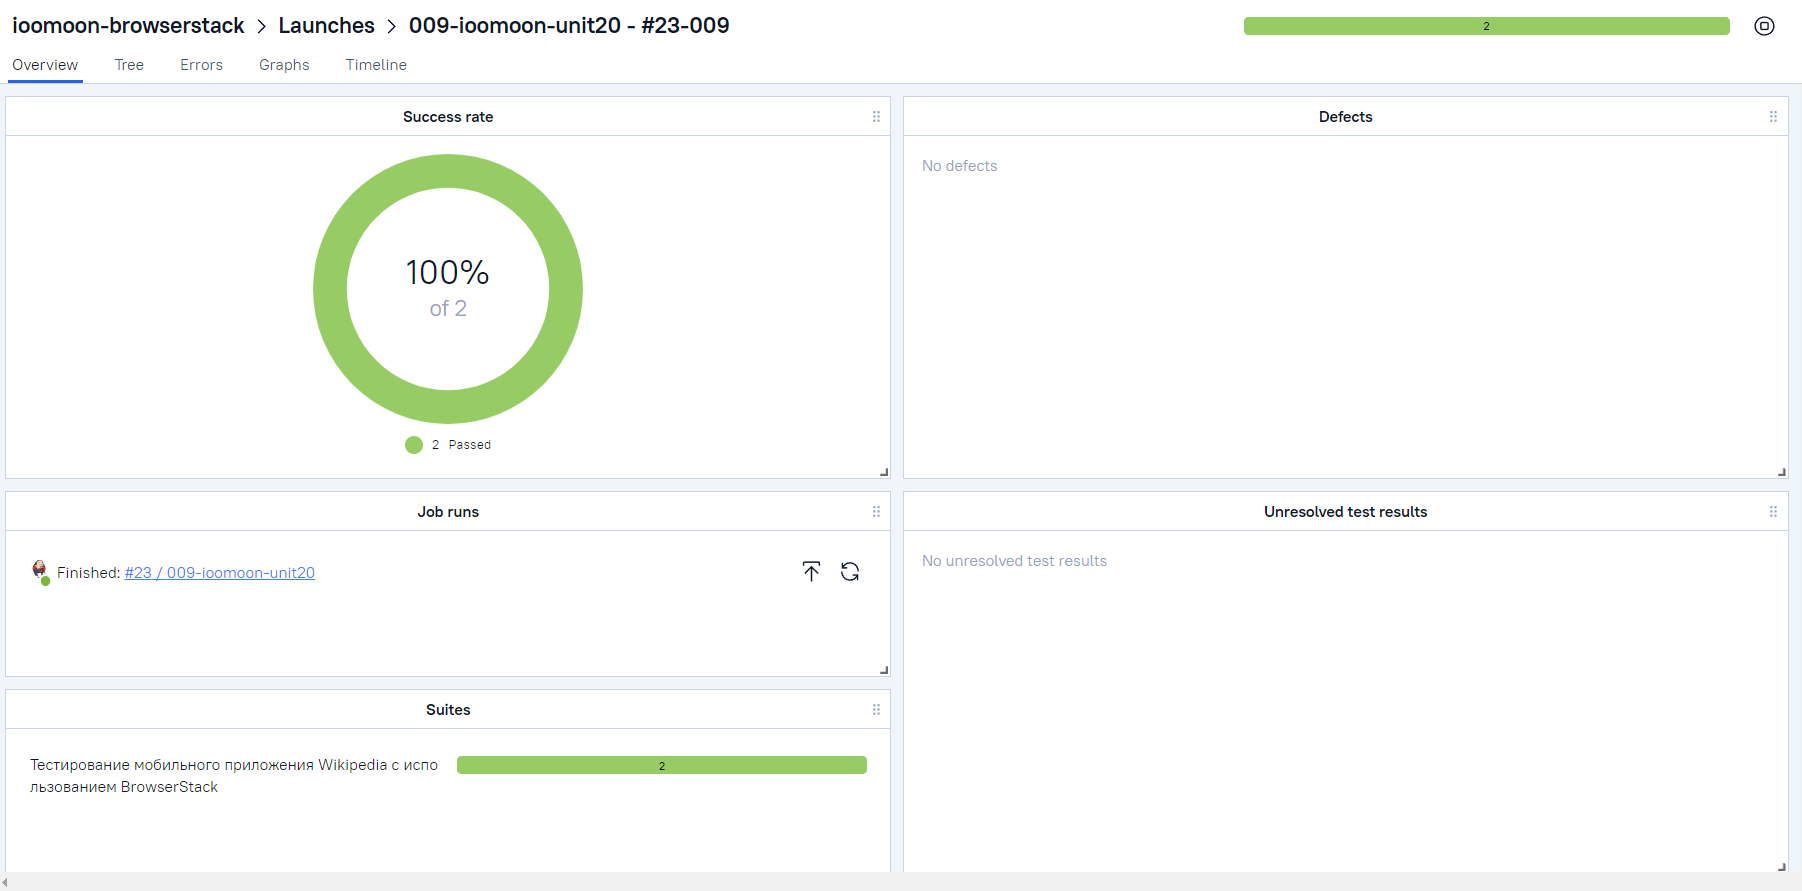 ioomoon-browserstack > Launches > 009-ioomoon-unit20 - #23-009
2
Overview Tree Errors Graphs Timeline
Success rate
100%
of 2
2 Passed
Defects
No defects
Job runs
Finished: #23 / 009-ioomoon-unit20
Unresolved test results
No unresolved test results
Suites
Тестирование мобильного приложения Wikipedia с испо
льзованием BrowserStack
2